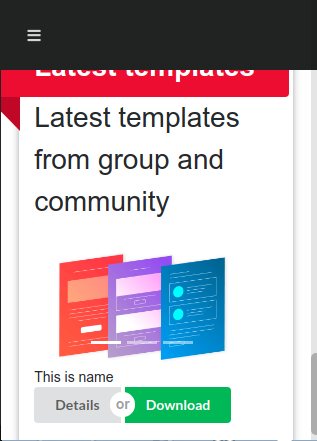 Latest templates
Latest templates
from group and
community
This is name
Details or Download